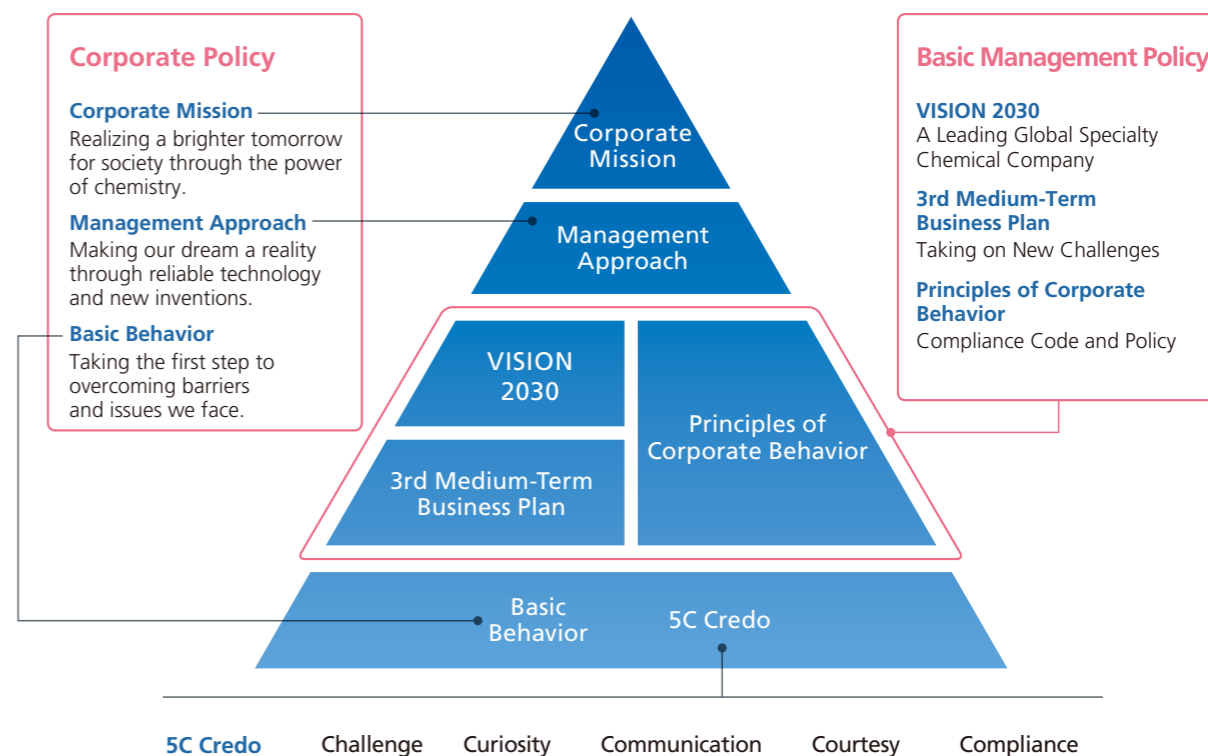 Corporate Policy
Corporate Mission
Realizing a brighter tomorrow
for society through the power
of chemistry.
Management Approach
Making our dream a reality
through reliable technology
and new inventions.
Basic Behavior
Taking the first step to
overcoming barriers
and issues we face.
Corporate
Mission
Management
Approach
VISION
2030
3rd Medium-Term
Business Plan
Principles of
Corporate Behavior
Basic
Behavior
5C Credo
Basic Management Policy
VISION 2030
A Leading Global Specialty
Chemical Company
3rd Medium-Term
Business Plan
Taking on New Challenges
Principles of Corporate
Behavior
Compliance Code and Policy
5C Credo Challenge Curiosity Communication Courtesy Compliance